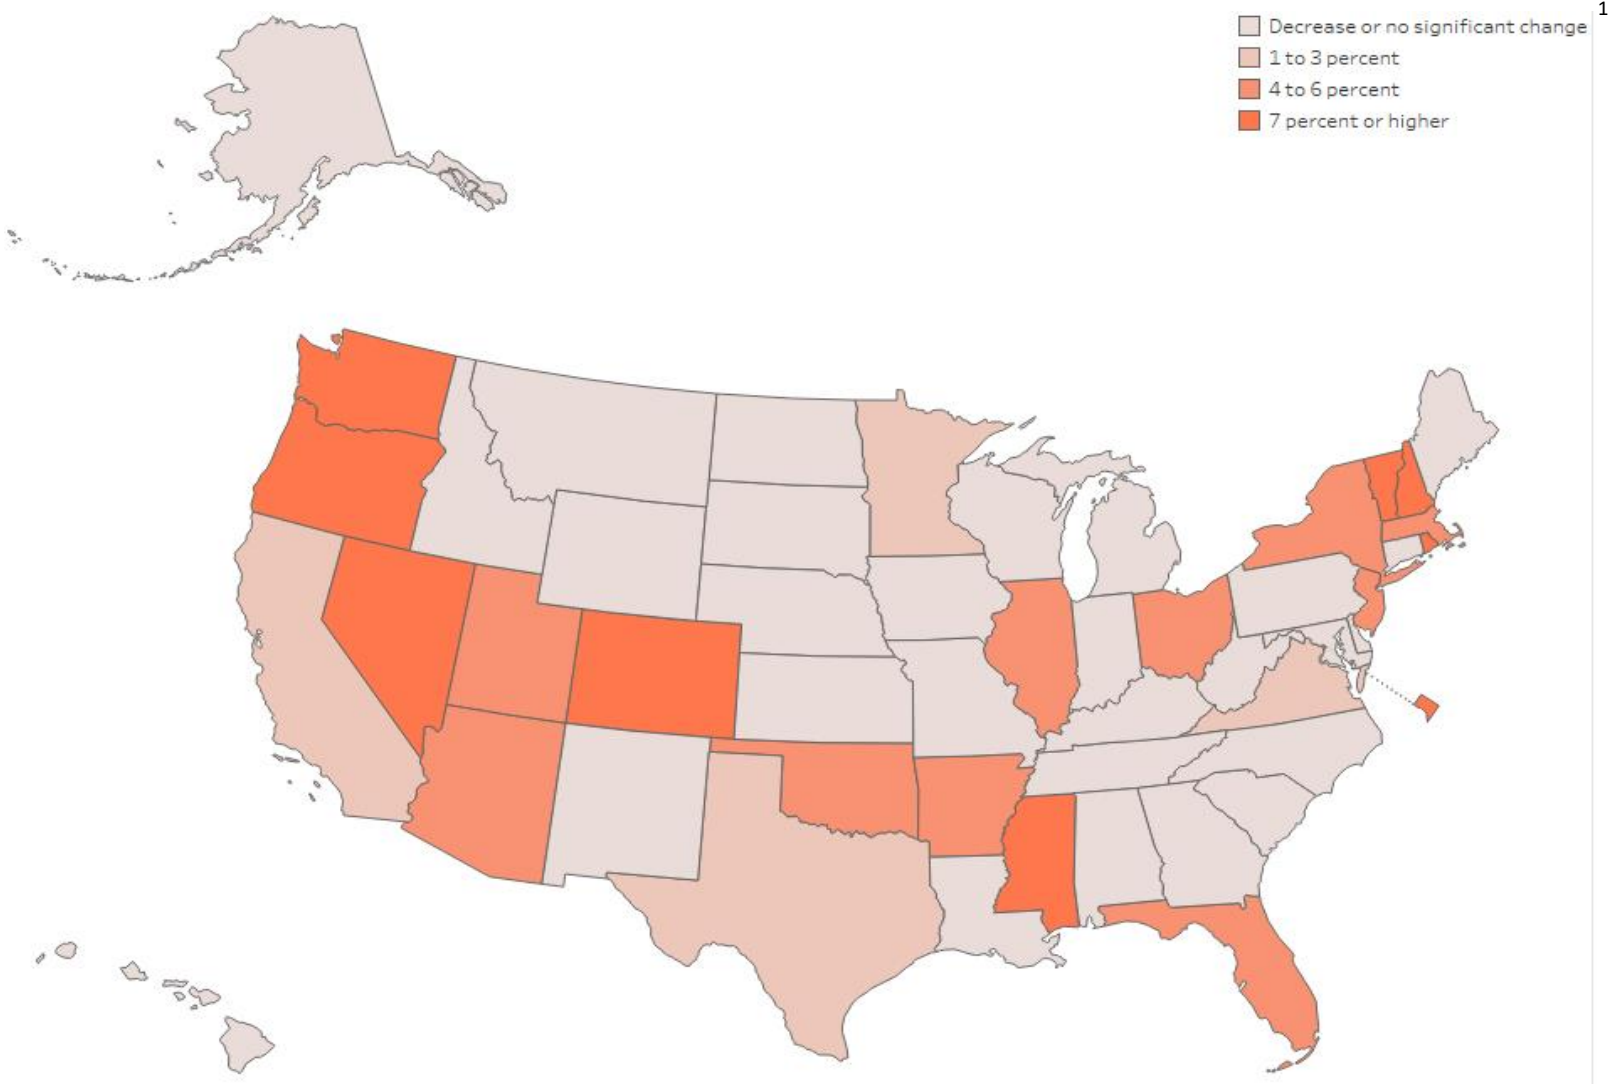 1
Decrease or no significant change
1 to 3 percent
4 to 6 percent
7 percent or higher